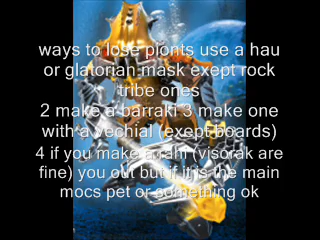 ways to lose pionts use a hau
or glatorian mask exept rock
tribe ones
2 make a barraki 3 make one
with a vechial (exept boards)
4 if you make a rahi (visorak are
fine) you out but if it is the main
mocs pet or something ok